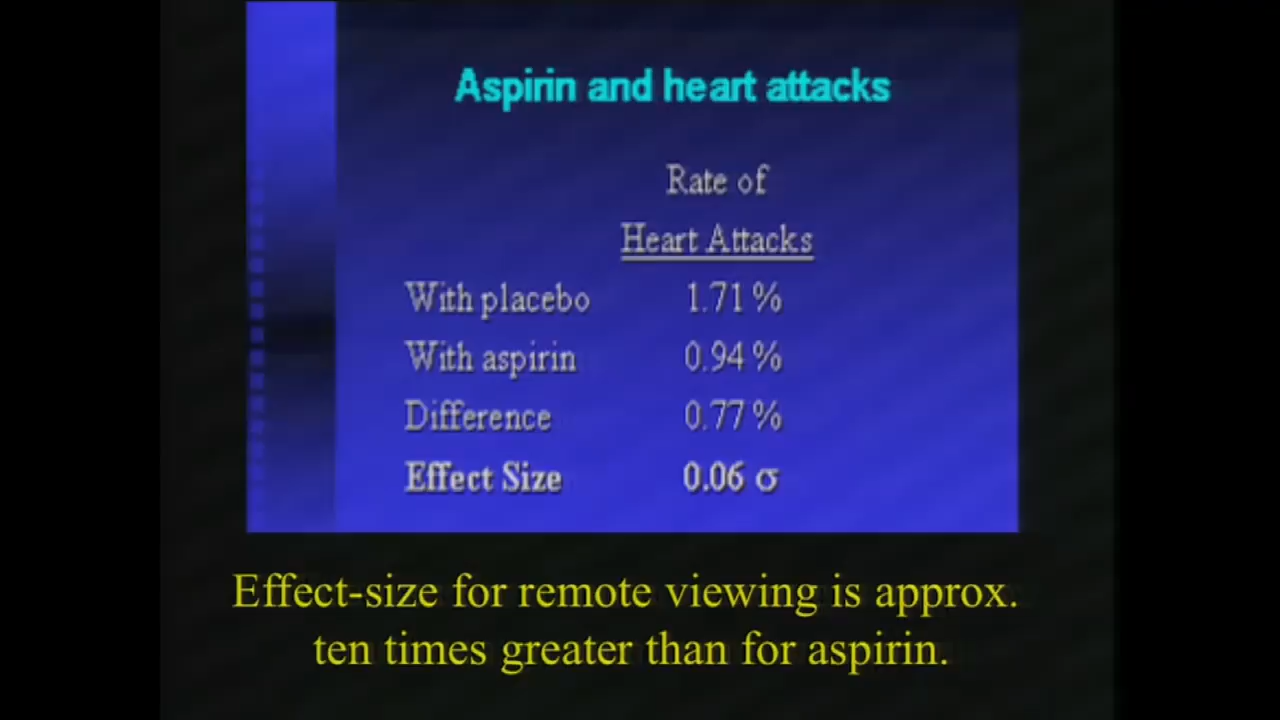 Aspirin and heart attacks
Rate of
Heart Attacks
With placebo 1.71 %
With aspirin 0.94 %
Difference 0.77 %
Effect Size 0.06 σ
Effect-size for remote viewing is approx.
ten times greater than for aspirin.